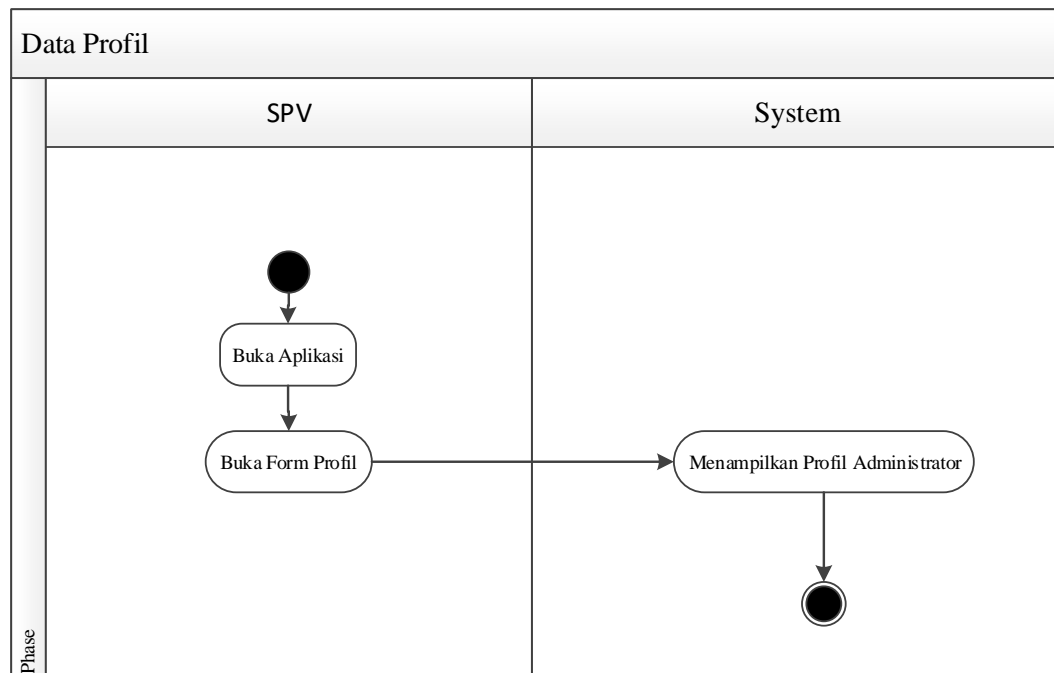 Data Profil
SPV
System
Buka Aplikasi
Buka Form Profil
Menampilkan Profil Administrator
Phase